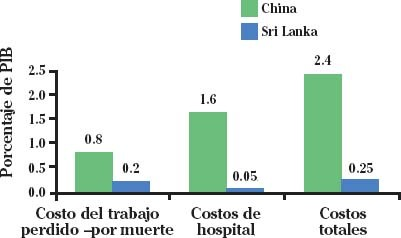 China
Sri Lanka
Porcentaje de PIB
2.5
2.0
1.5
1.0
0.5
0.0
0.8
0.2
1.6
0.05
2.4
0.25
Costo del trabajo
perdido –por muerte
Costos de
hospital
Costos
totales